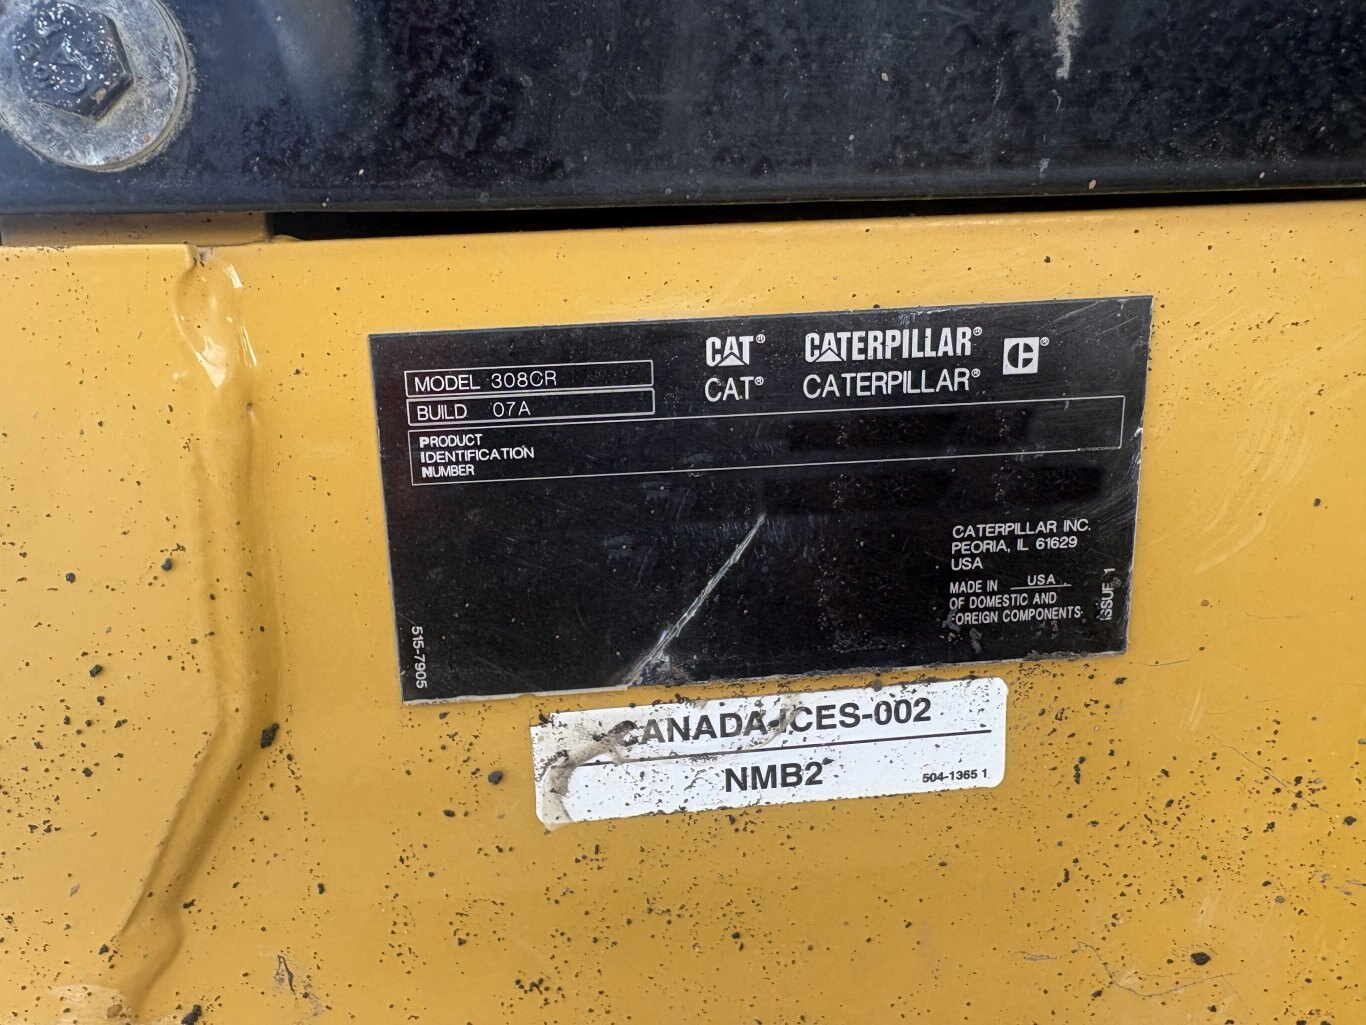 MODEL 308CR
BUILD 07A
CAT® CATERPILLAR® ®
CAT® CATERPILLAR®
PRODUCT
IDENTIFICATION
NUMBER
CATERPILLAR INC.
PEORIA, IL 61629
USA
MADE IN USA
OF DOMESTIC AND
FOREIGN COMPONENTS
ISSUE 1
515-7905
CANADA-ICES-002
NMB2
504-1365 1